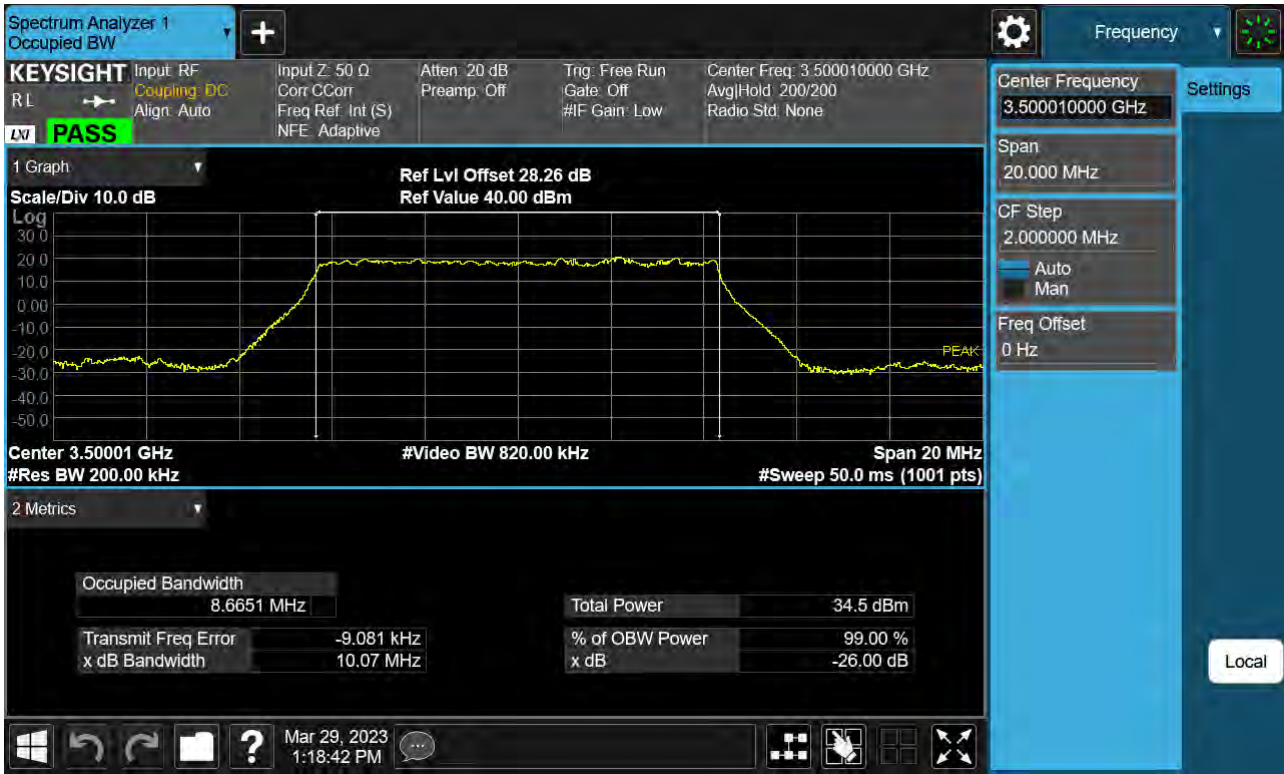 Spectrum Analyzer 1
Occupied BW
Frequency
KEYSIGHT
RL
LXI
PASS
Input: RF
Coupling: DC
Align: Auto
Input Z: 50 Ω
Corr CCorr
Freq Ref: Int (S)
NFE: Adaptive
Atten: 20 dB
Preamp: Off
Trig: Free Run
Gate: Off
#IF Gain: Low
Center Freq: 3.500010000 GHz
Avg|Hold: 200/200
Radio Std: None
Center Frequency
3.500010000 GHz
Settings
Span
20.000 MHz
CF Step
2.000000 MHz
Auto
Man
Freq Offset
0 Hz
Local
1 Graph
Scale/Div 10.0 dB
Ref Lvl Offset 28.26 dB
Ref Value 40.00 dBm
Log
30.0
20.0
10.0
0.00
-10.0
-20.0
-30.0
-40.0
-50.0
PEAK
Center 3.50001 GHz
#Video BW 820.00 kHz
Span 20 MHz
#Res BW 200.00 kHz
#Sweep 50.0 ms (1001 pts)
2 Metrics
Occupied Bandwidth
8.6651 MHz
Total Power 34.5 dBm
Transmit Freq Error -9.081 kHz
% of OBW Power 99.00 %
x dB Bandwidth 10.07 MHz
x dB -26.00 dB
?
Mar 29, 2023
1:18:42 PM